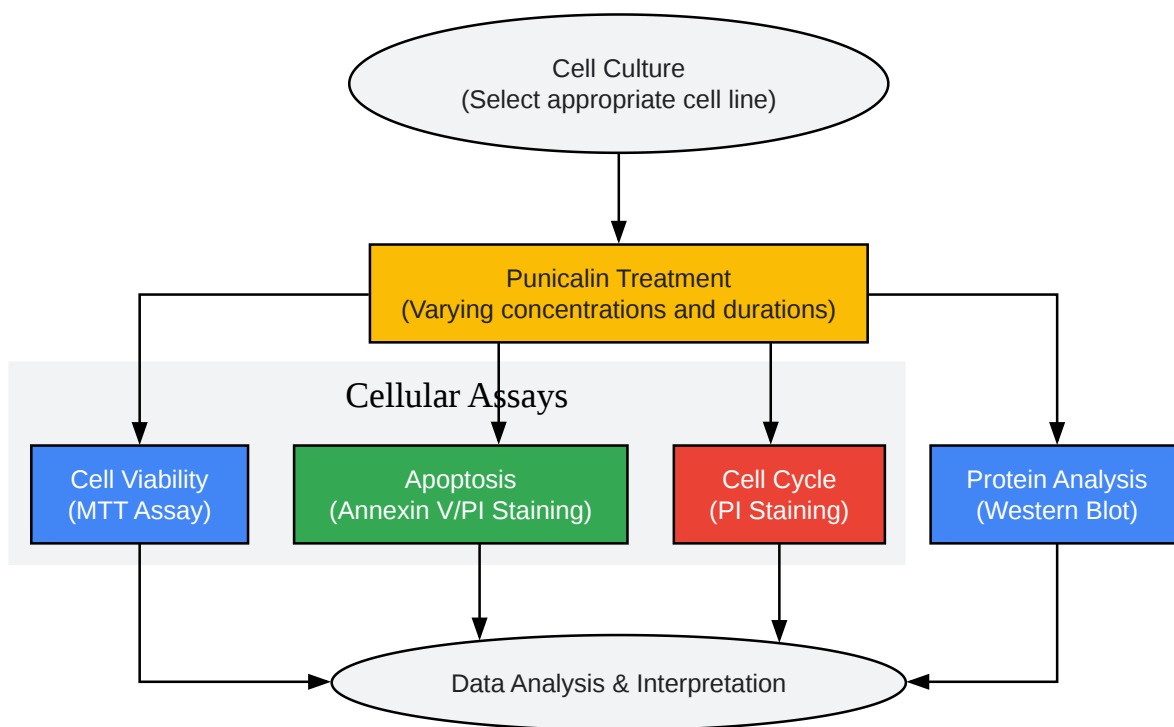 Cell Culture
(Select appropriate cell line)
Punicalin Treatment
(Varying concentrations and durations)
Cellular Assays
Cell Viability
(MTT Assay)
Apoptosis
(Annexin V/PI Staining)
Cell Cycle
(PI Staining)
Protein Analysis
(Western Blot)
Data Analysis & Interpretation